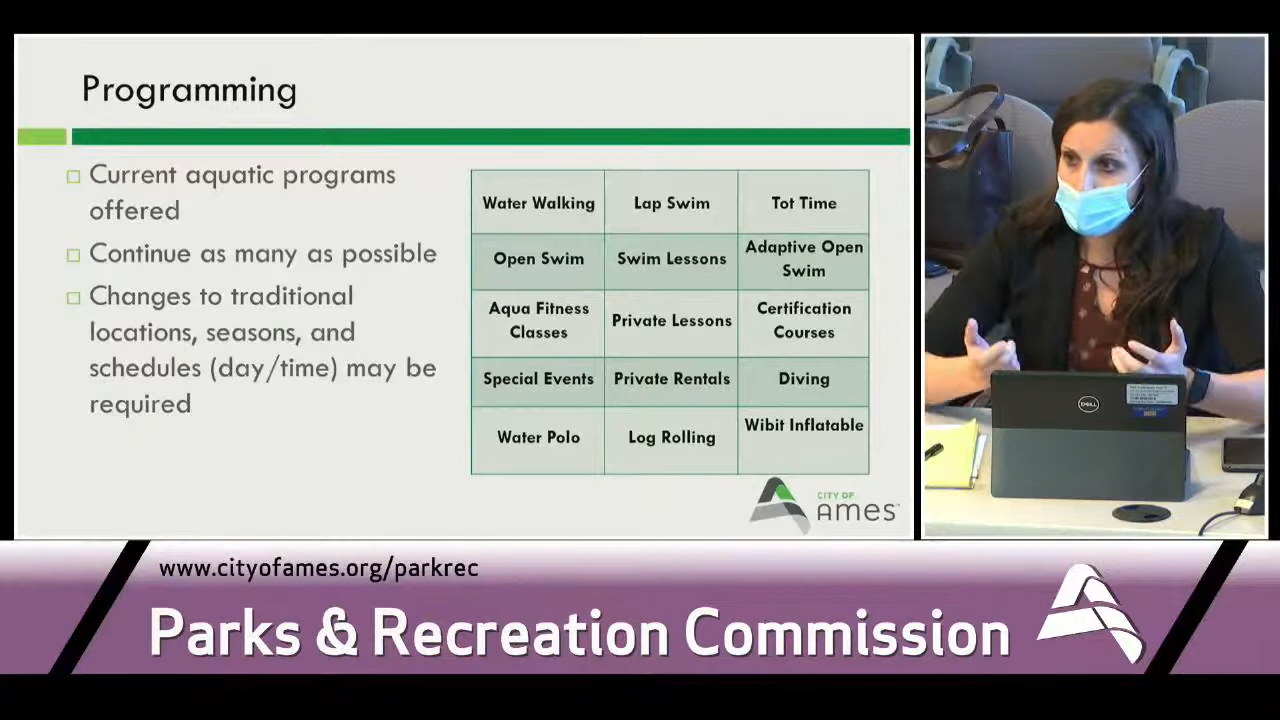 Programming
Current aquatic programs
offered
Continue as many as possible
Changes to traditional
locations, seasons, and
schedules (day/time) may be
required
Water Walking
Lap Swim
Tot Time
Open Swim
Swim Lessons
Adaptive Open
Swim
Aqua Fitness
Classes
Private Lessons
Certification
Courses
Special Events
Private Rentals
Diving
Water Polo
Log Rolling
Wibit Inflatable
CITY OF
AMES™
DELL
www.cityofames.org/parkrec
Parks & Recreation Commission